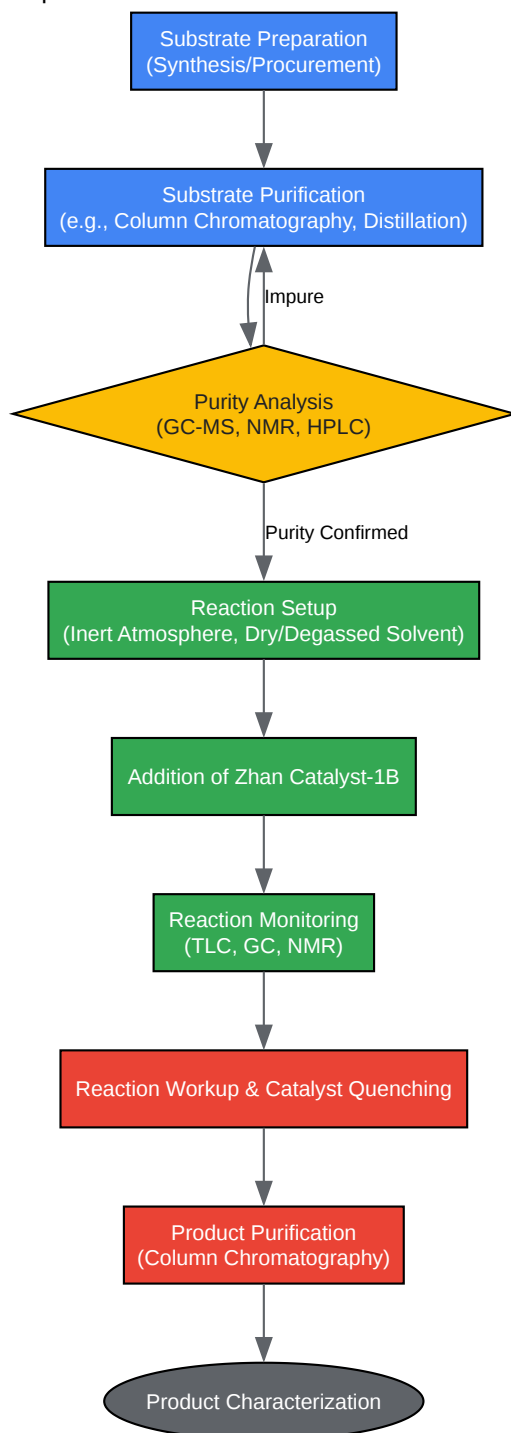 Substrate Preparation
(Synthesis/Procurement)
Substrate Purification
(e.g., Column Chromatography, Distillation)
Impure
Purity Analysis
(GC-MS, NMR, HPLC)
Purity Confirmed
Reaction Setup
(Inert Atmosphere, Dry/Degassed Solvent)
Addition of Zhan Catalyst-1B
Reaction Monitoring
(TLC, GC, NMR)
Reaction Workup & Catalyst Quenching
Product Purification
(Column Chromatography)
Product Characterization